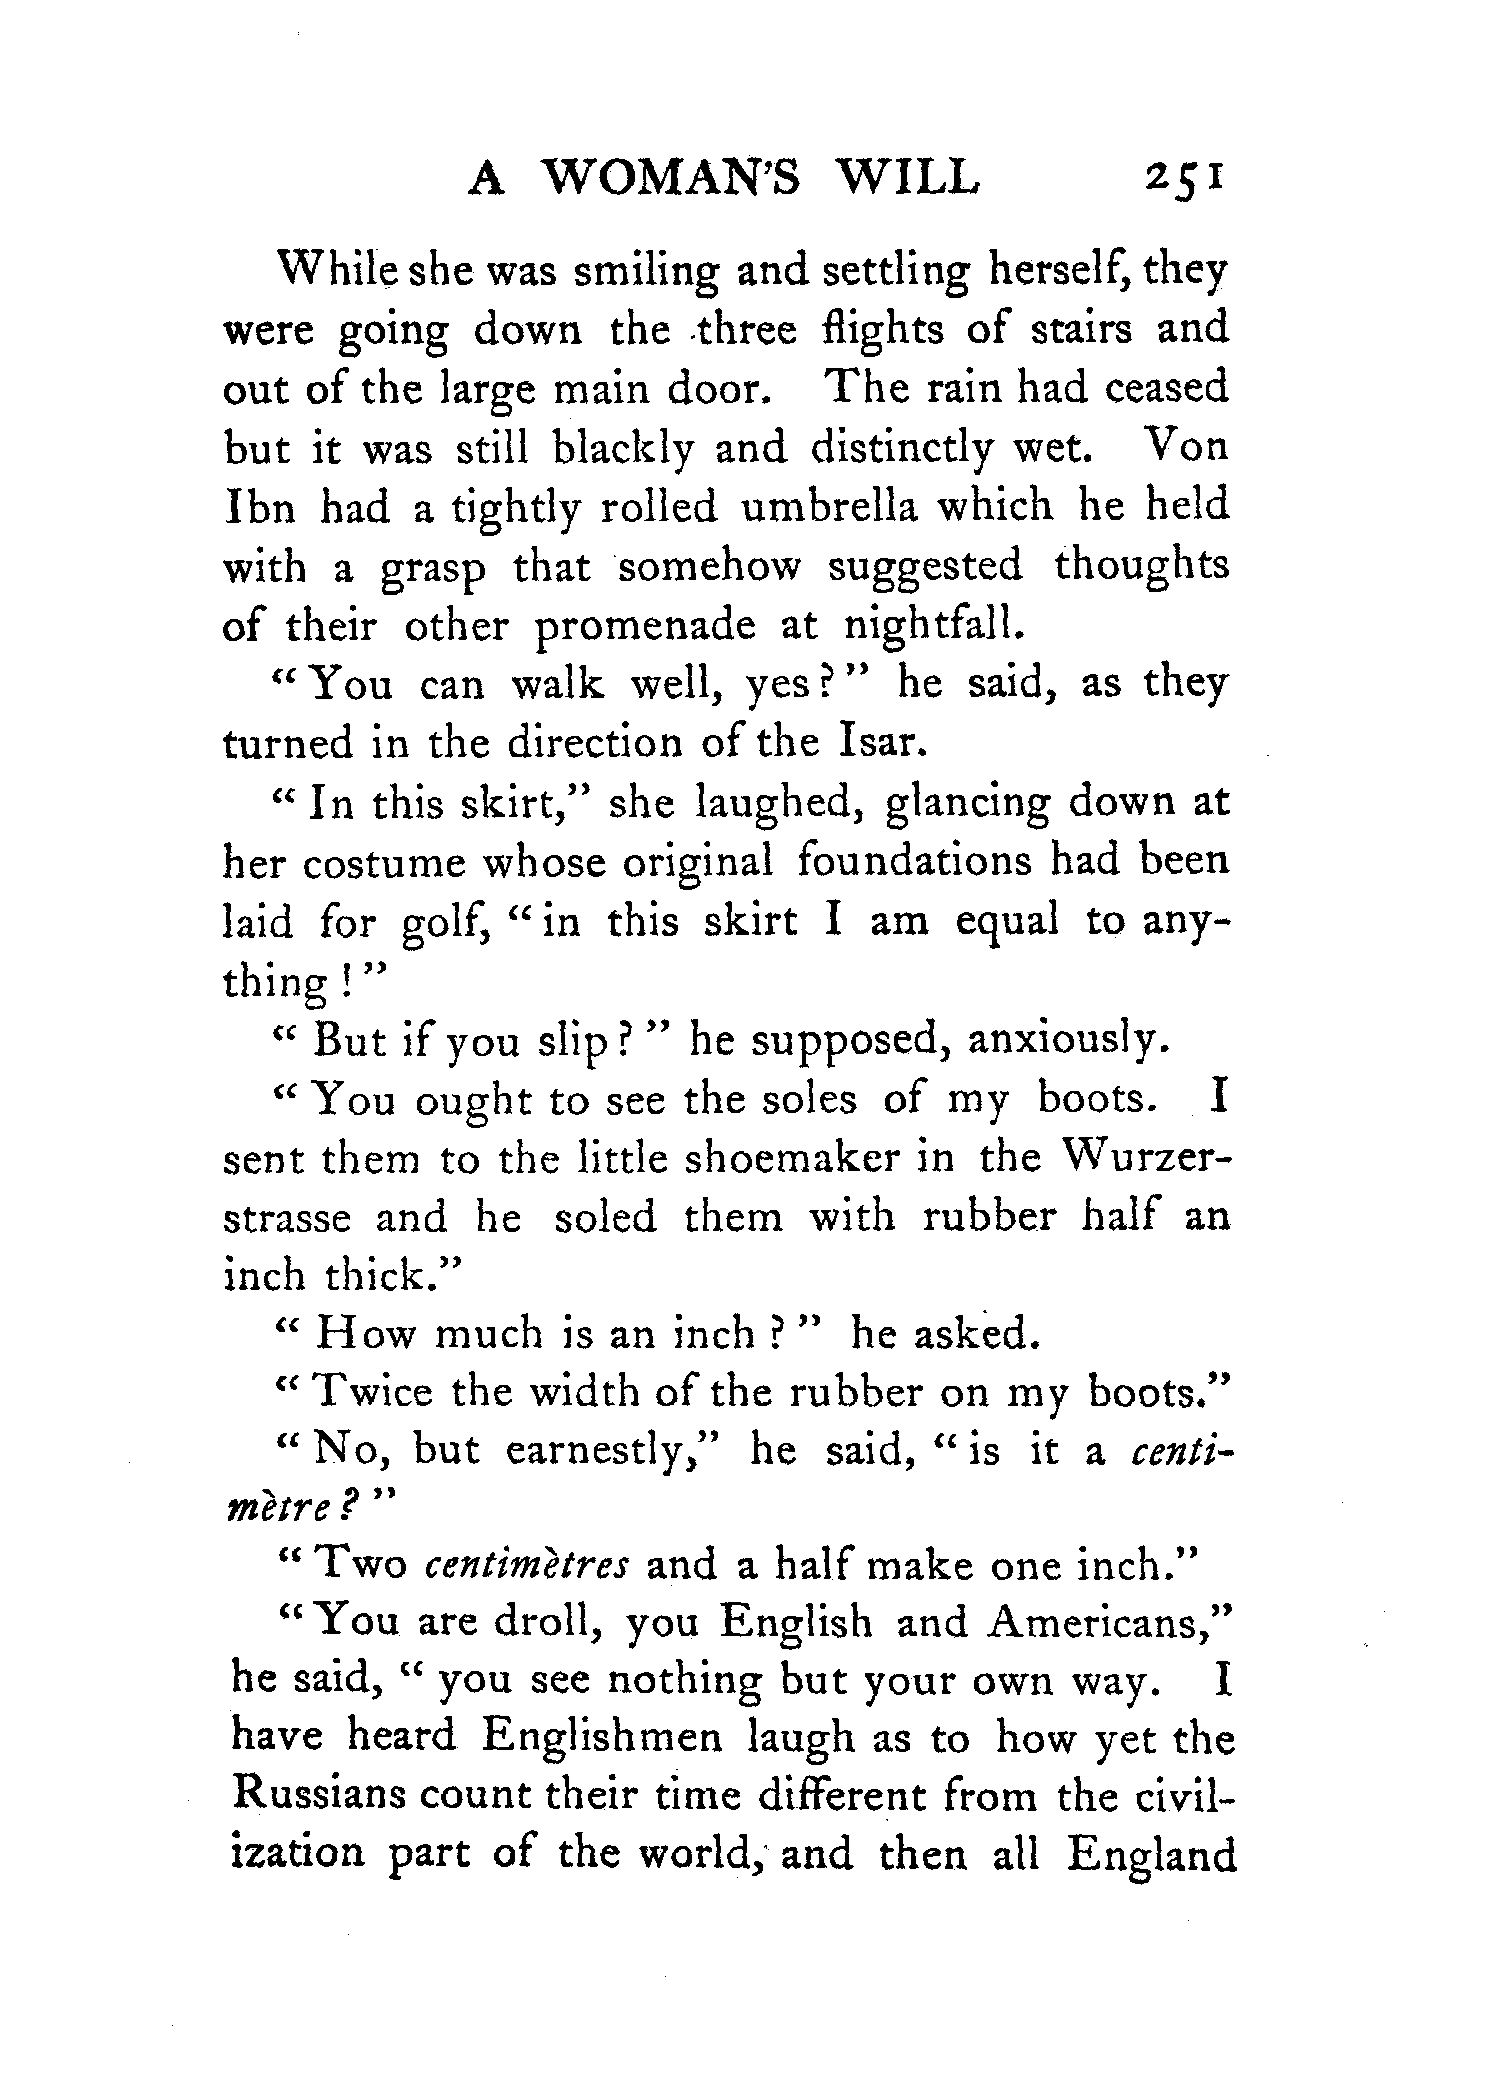 A WOMAN'S WILL 251
While she was smiling and settling herself, they
were going down the three flights of stairs and
out of the large main door. The rain had ceased
but it was still blackly and distinctly wet. Von
Ibn had a tightly rolled umbrella which he held
with a grasp that somehow suggested thoughts
of their other promenade at nightfall.
“You can walk well, yes?” he said, as they
turned in the direction of the Isar.
“In this skirt,” she laughed, glancing down at
her costume whose original foundations had been
laid for golf, “in this skirt I am equal to any-
thing!”
“But if you slip?” he supposed, anxiously.
“You ought to see the soles of my boots. I
sent them to the little shoemaker in the Wurzer-
strasse and he soled them with rubber half an
inch thick.”
“How much is an inch?” he asked.
“Twice the width of the rubber on my boots.”
“No, but earnestly,” he said, “is it a centi-
mètre?”
“Two centimètres and a half make one inch.”
“You are droll, you English and Americans,”
he said, “you see nothing but your own way. I
have heard Englishmen laugh as to how yet the
Russians count their time different from the civil-
ization part of the world, and then all England